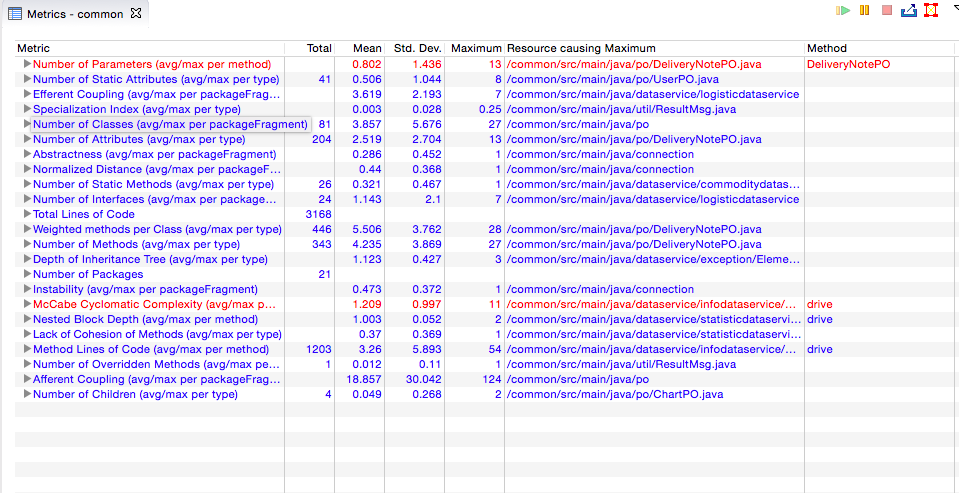 Metrics - common
Metric Total Mean Std. Dev. Maximum Resource causing Maximum Method
Number of Parameters (avg/max per method) 0.802 1.436 13 /common/src/main/java/po/DeliveryNotePO.java DeliveryNotePO
Number of Static Attributes (avg/max per type) 41 0.506 1.044 8 /common/src/main/java/po/UserPO.java
Efferent Coupling (avg/max per packageFrag... 3.619 2.193 7 /common/src/main/java/logisticdataservice
Specialization Index (avg/max per type) 0.003 0.028 0.25 /common/src/main/java/util/ResultMsg.java
Number of Classes (avg/max per packageFragment) 81 3.857 5.676 27 /common/src/main/java/po
Number of Attributes (avg/max per type) 204 2.519 2.704 13 /common/src/main/java/po/DeliveryNotePO.java
Abstractness (avg/max per packageFragment) 0.286 0.452 1 /common/src/main/java/connection
Normalized Distance (avg/max per packageF... 0.44 0.368 1 /common/src/main/java/connection
Number of Static Methods (avg/max per type) 26 0.321 0.467 1 /common/src/main/java/dataservice/commoditydatas...
Number of Interfaces (avg/max per package... 24 1.143 2.1 7 /common/src/main/java/dataservice/logisticdataservice
Total Lines of Code 3168
Weighted methods per Class (avg/max per type) 446 5.506 3.762 28 /common/src/main/java/po/DeliveryNotePO.java
Number of Methods (avg/max per type) 343 4.235 3.869 27 /common/src/main/java/po/DeliveryNotePO.java
Depth of Inheritance Tree (avg/max per type) 1.123 0.427 3 /common/src/main/java/dataservice/exception/Eleme...
Number of Packages 21
Instability (avg/max per packageFragment) 0.473 0.372 1 /common/src/main/java/connection
McCabe Cyclomatic Complexity (avg/max p... 1.209 0.997 11 /common/src/main/java/dataservice/infodataservice/... drive
Nested Block Depth (avg/max per method) 1.003 0.052 2 /common/src/main/java/dataservice/statisticdataservi... drive
Lack of Cohesion of Methods (avg/max per type) 0.37 0.369 1 /common/src/main/java/dataservice/statisticdataservi...
Method Lines of Code (avg/max per method) 1203 3.26 5.893 54 /common/src/main/java/dataservice/infodataservice/... drive
Number of Overridden Methods (avg/max pe... 1 0.012 0.11 1 /common/src/main/java/util/ResultMsg.java
Afferent Coupling (avg/max per packageFrag... 18.857 30.042 124 /common/src/main/java/po
Number of Children (avg/max per type) 4 0.049 0.268 2 /common/src/main/java/po/ChartPO.java